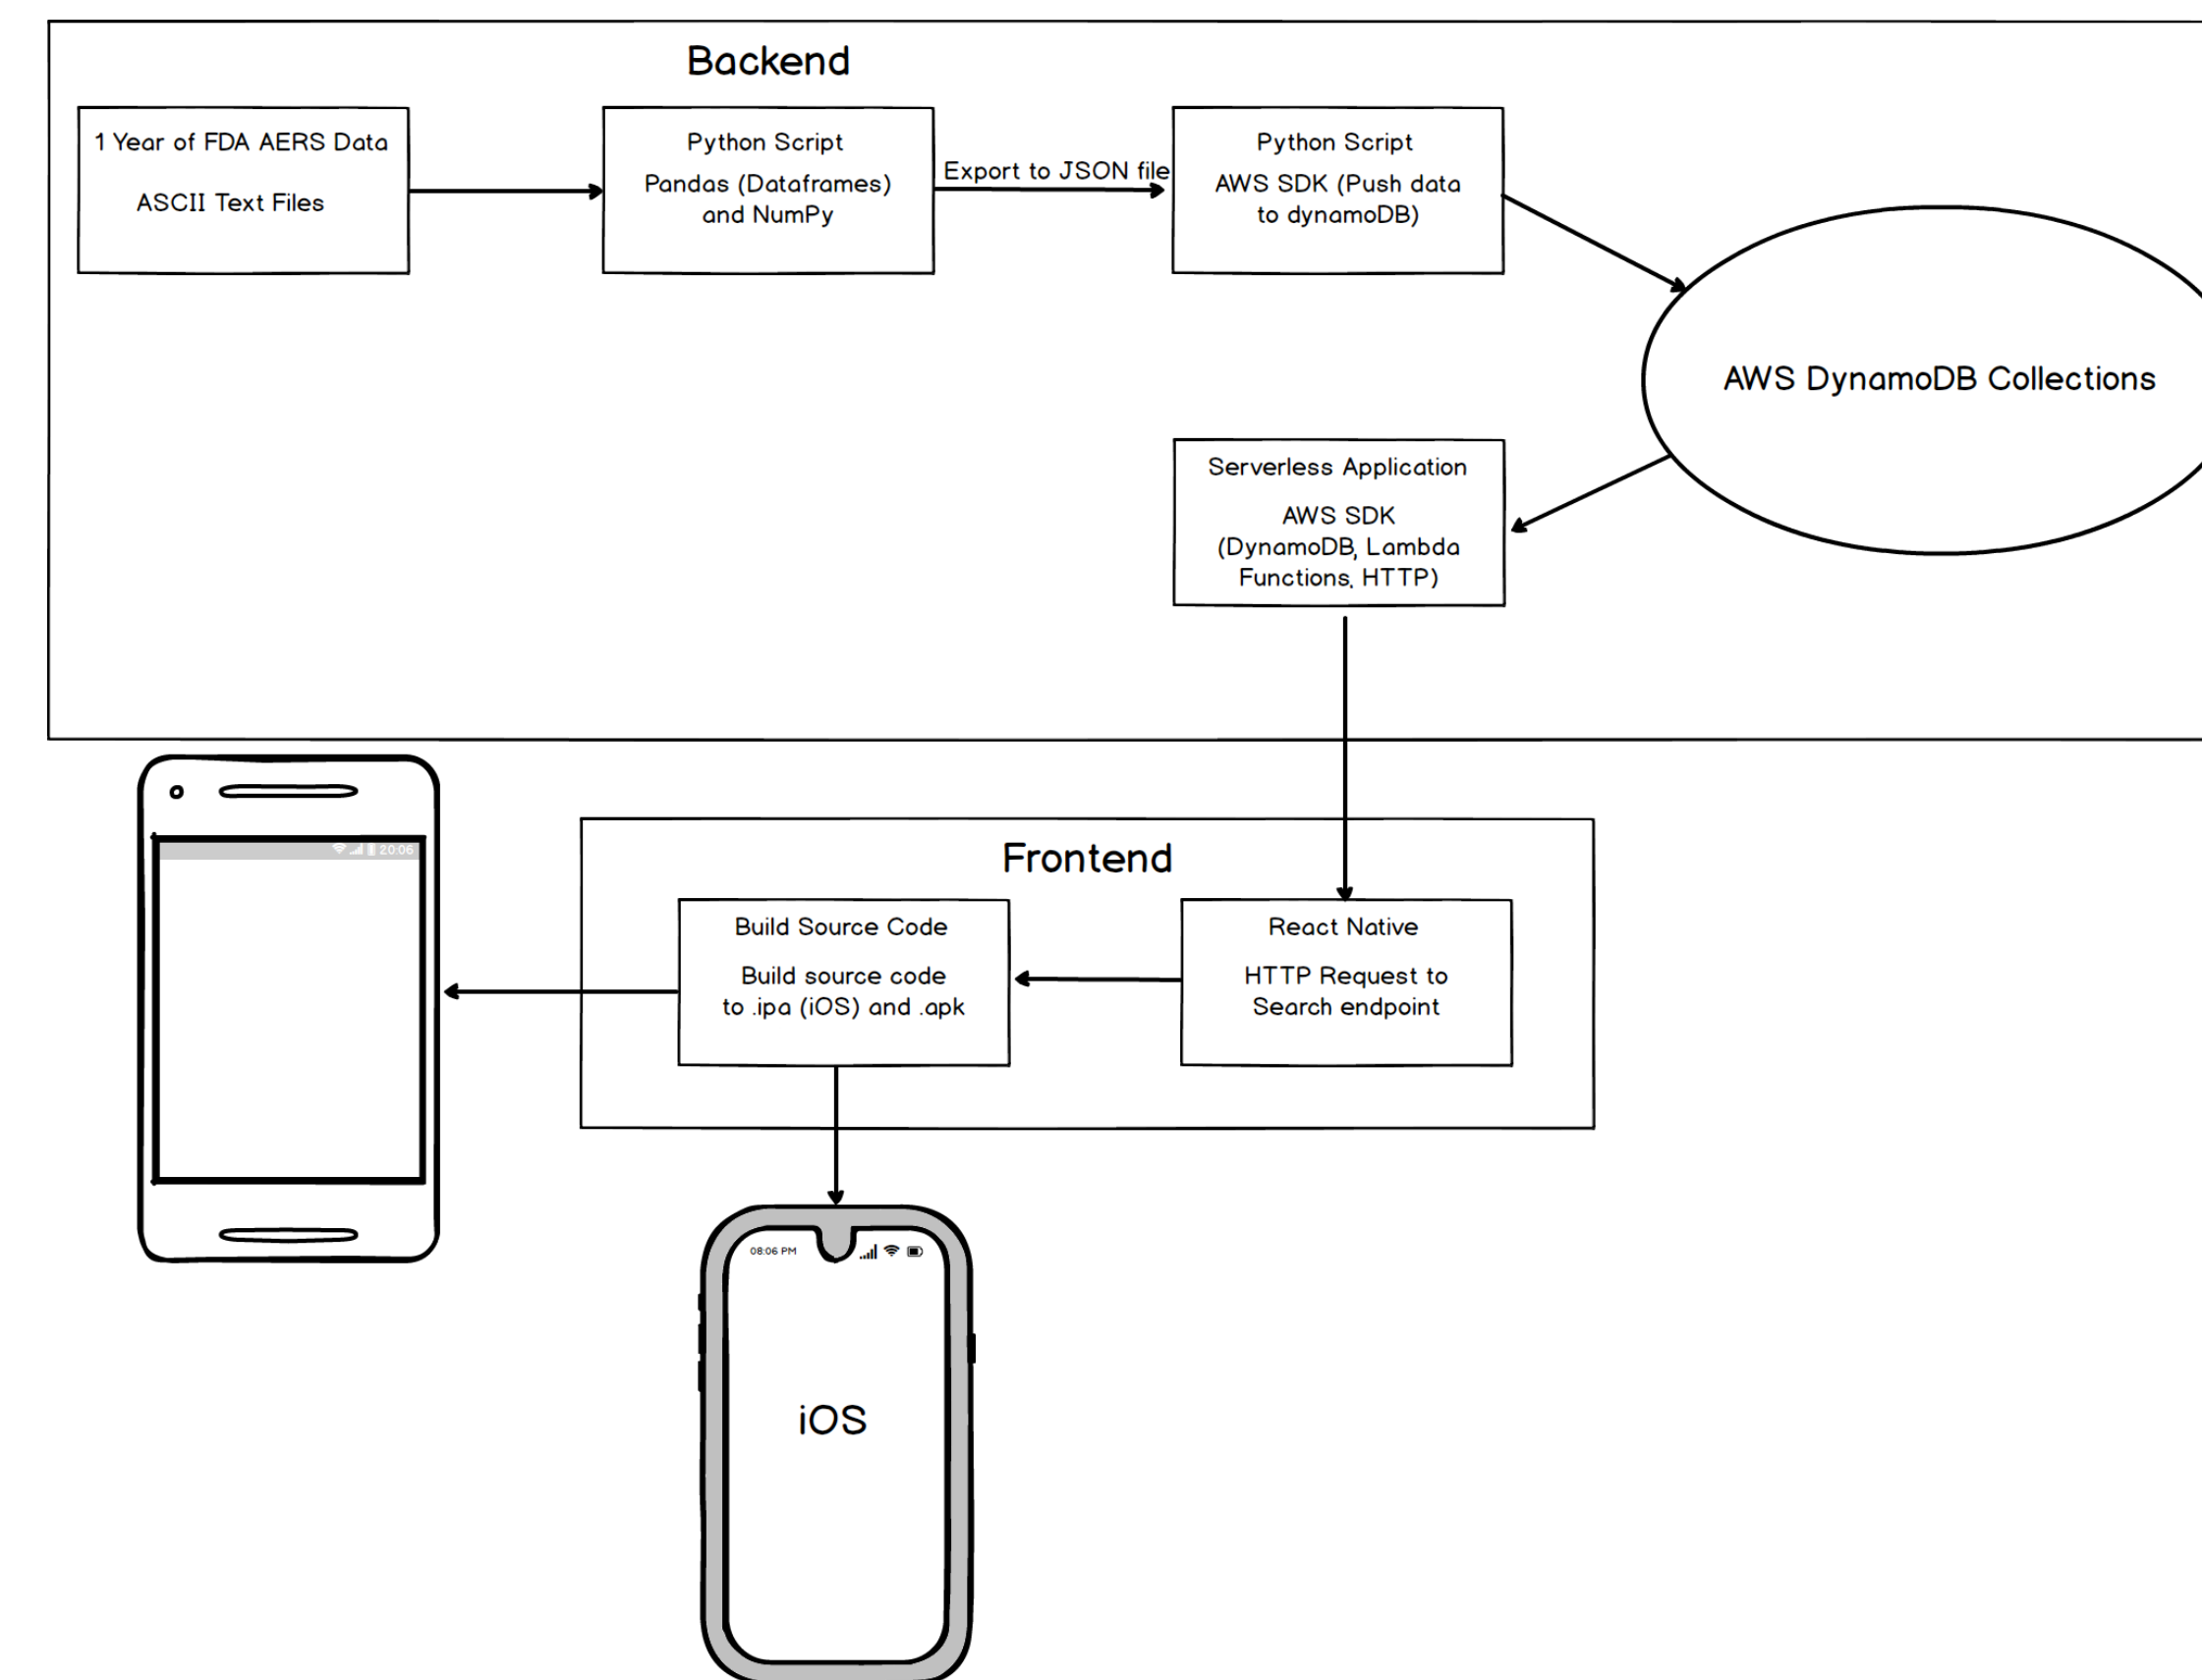 Backend
1 Year of FDA AERS Data
ASCII Text Files
Python Script
Pandas (Dataframes)
and NumPy
Export to JSON file
Python Script
AWS SDK (Push data
to dynamoDB)
AWS DynamoDB Collections
Serverless Application
AWS SDK
(DynamoDB, Lambda
Functions, HTTP)
Frontend
React Native
HTTP Request to
Search endpoint
Build Source Code
Build source code
to .ipa (iOS) and .apk
20:06
08:06 PM
iOS